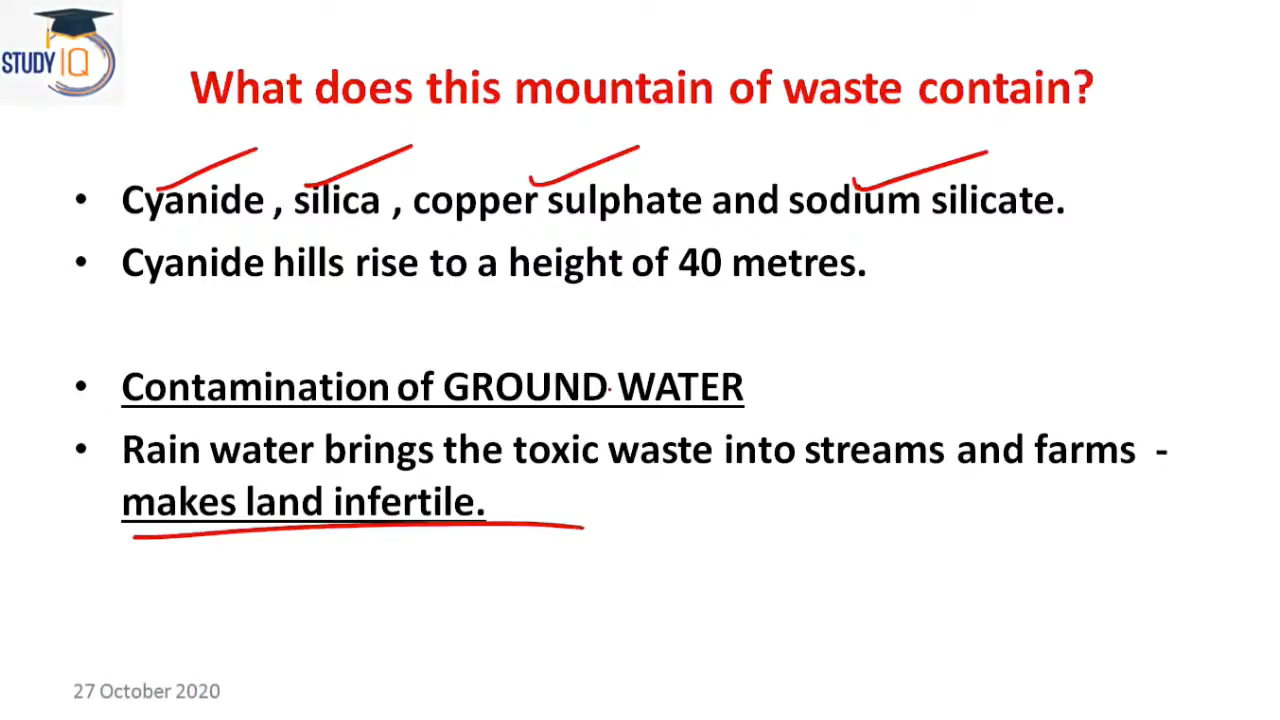 STUDY IQ
What does this mountain of waste contain?
• Cyanide , silica , copper sulphate and sodium silicate.
• Cyanide hills rise to a height of 40 metres.
• Contamination of GROUND WATER
• Rain water brings the toxic waste into streams and farms -
makes land infertile.
27 October 2020